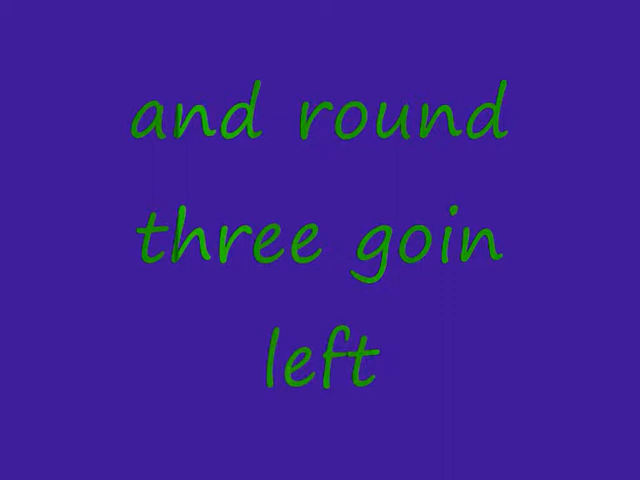 and round
three goin
left